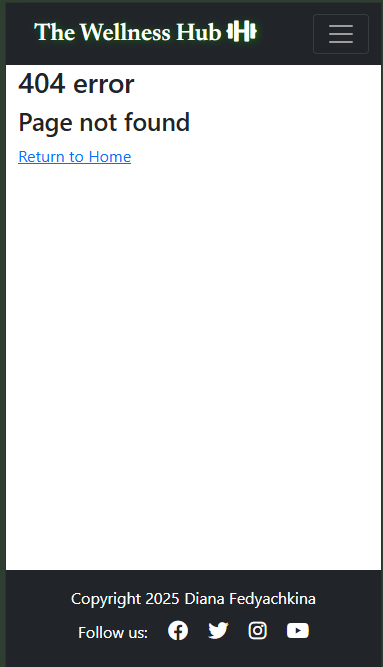 The Wellness Hub
404 error
Page not found
Return to Home
Copyright 2025 Diana Fedyachkina
Follow us: